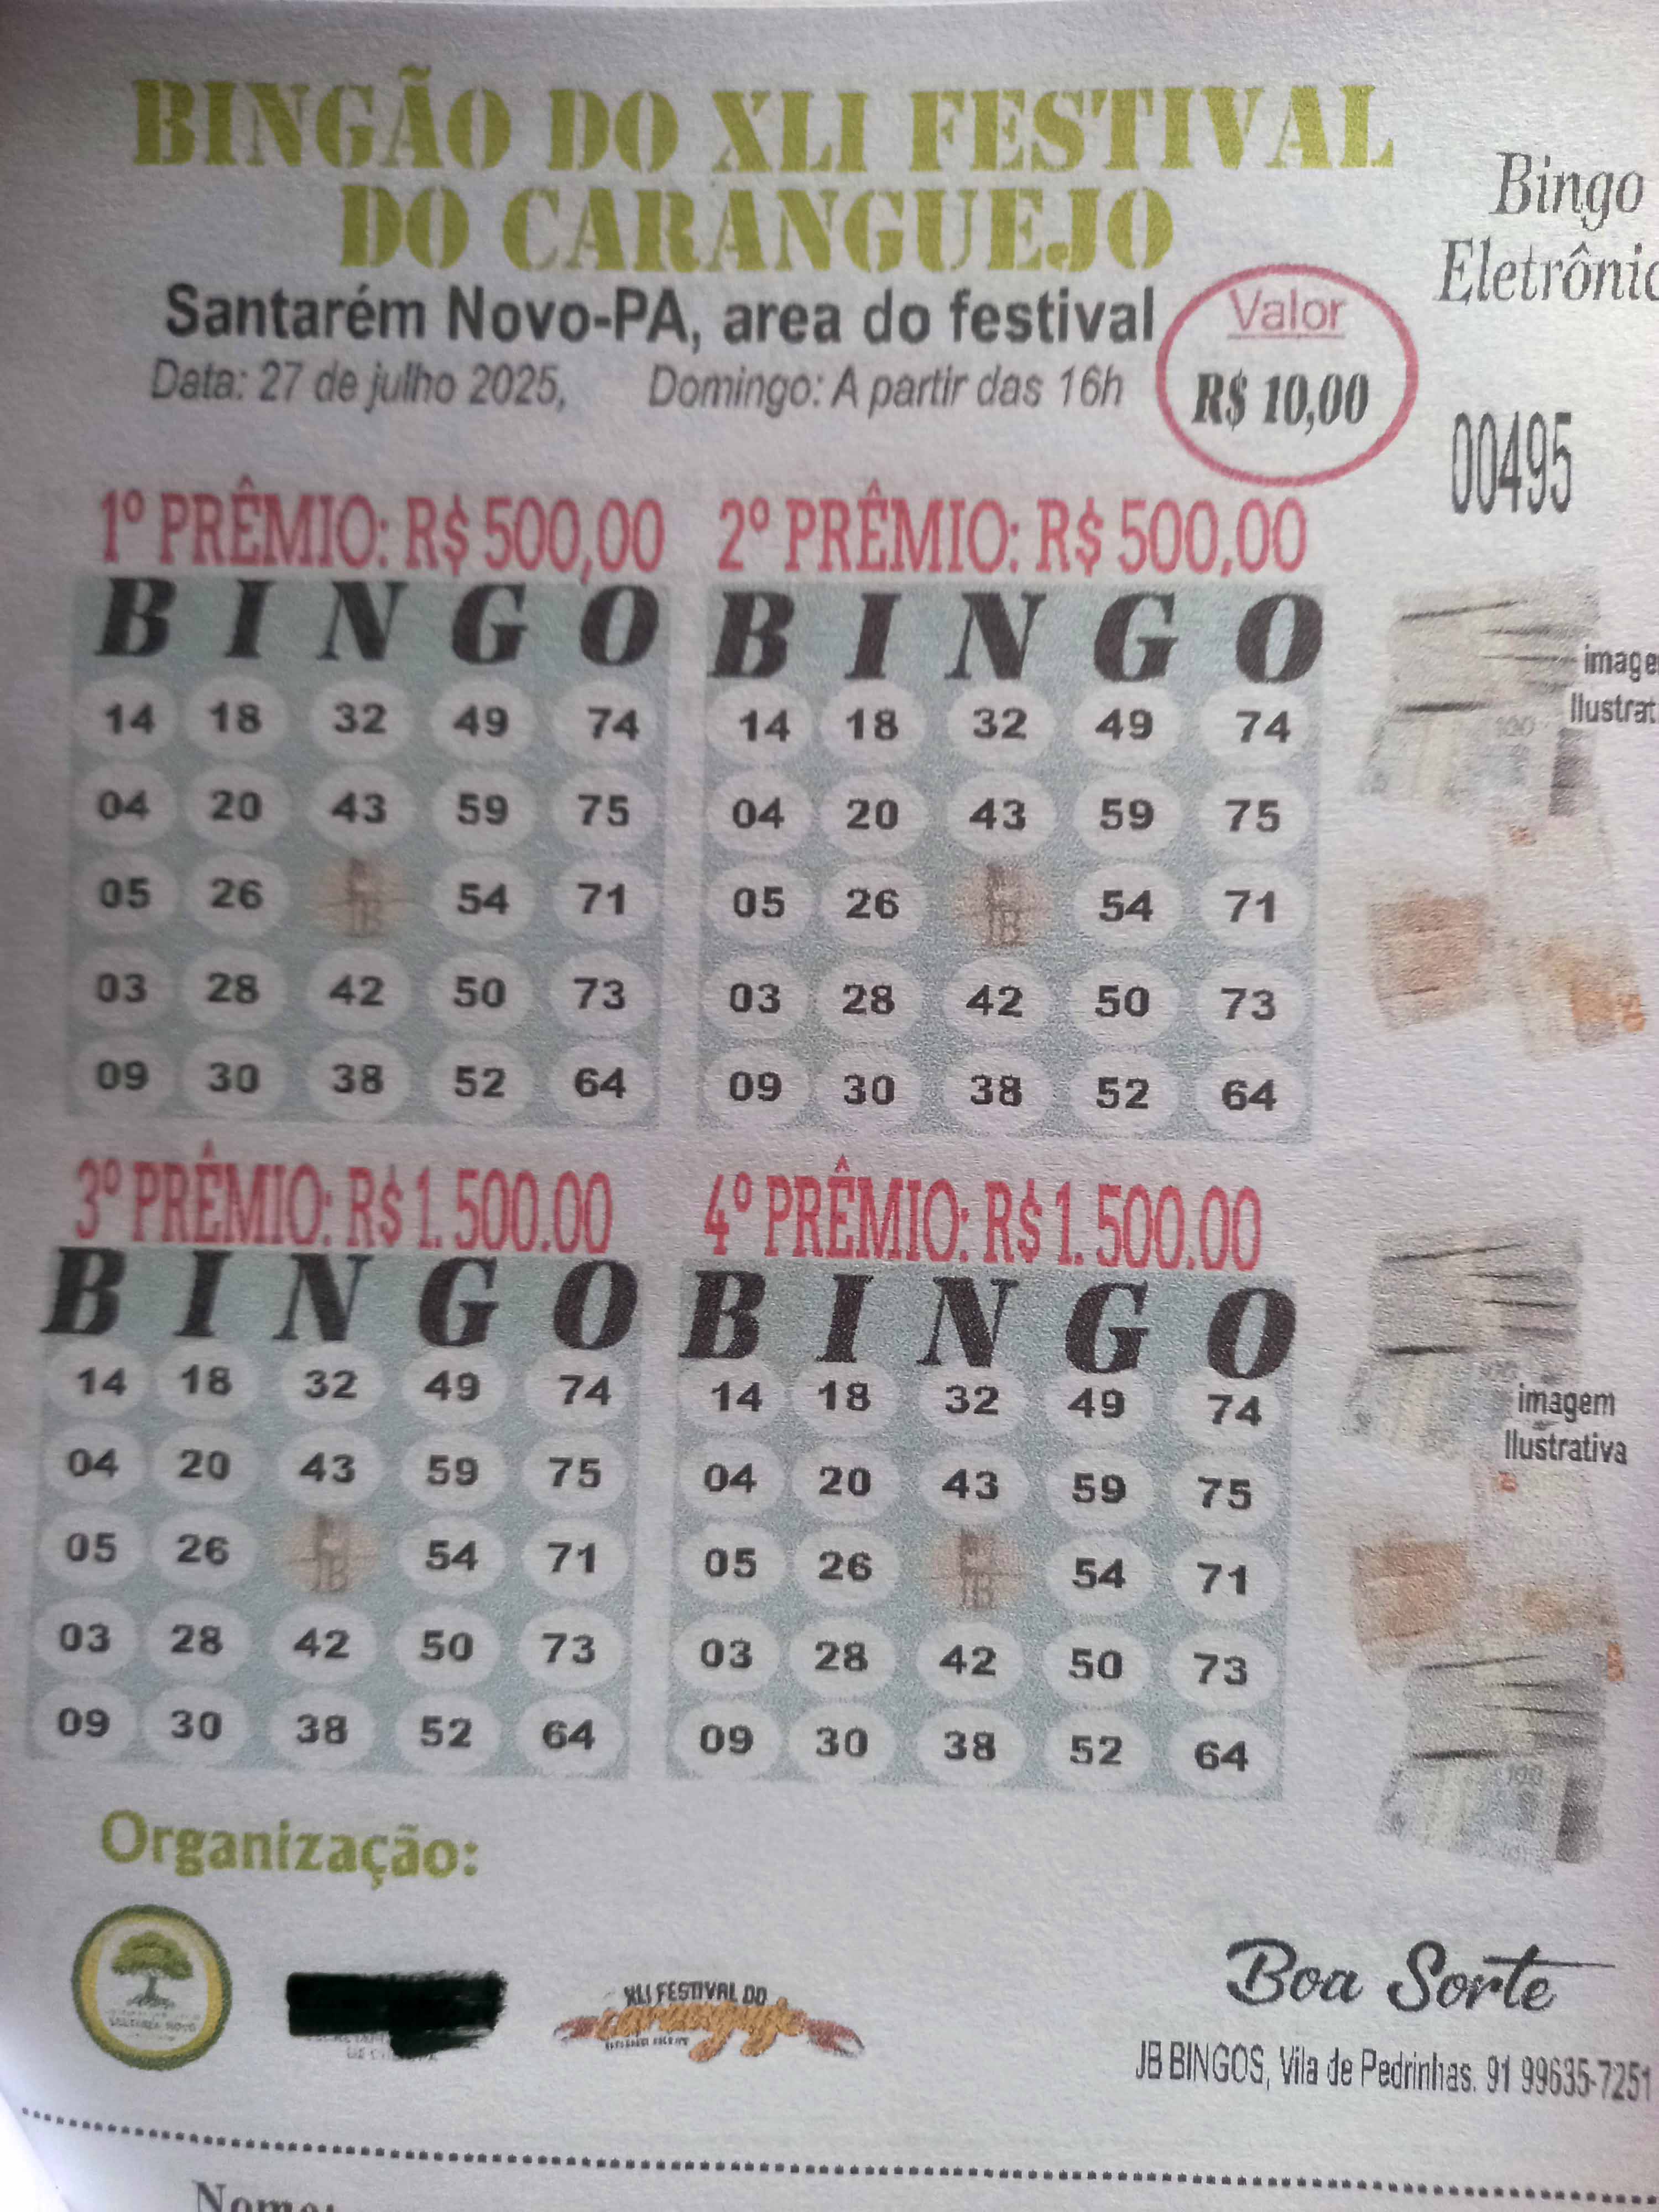 BINGÃO DO XLI FESTIVAL
DO CARANGUEJO
Bingo
Eletrônic
Santarém Novo-PA, area do festival
Data: 27 de julho 2025, Domingo: A partir das 16h
Valor
R$ 10,00
00495
1º PRÊMIO: R$ 500,00
B I N G O
14 18 32 49 74
04 20 43 59 75
05 26 JB 54 71
03 28 42 50 73
09 30 38 52 64
2º PRÊMIO: R$ 500,00
B I N G O
14 18 32 49 74
04 20 43 59 75
05 26 JB 54 71
03 28 42 50 73
09 30 38 52 64
image
Ilustrat
100
3º PRÊMIO: R$ 1.500.00
B I N G O
14 18 32 49 74
04 20 43 59 75
05 26 JB 54 71
03 28 42 50 73
09 30 38 52 64
4º PRÊMIO: R$ 1.500.00
B I N G O
14 18 32 49 74
04 20 43 59 75
05 26 JB 54 71
03 28 42 50 73
09 30 38 52 64
imagem
Ilustrativa
100
Organização:
XLI FESTIVAL DO
caranguejo
Boa Sorte
JB BINGOS, Vila de Pedrinhas. 91 99635-7251
Nome: